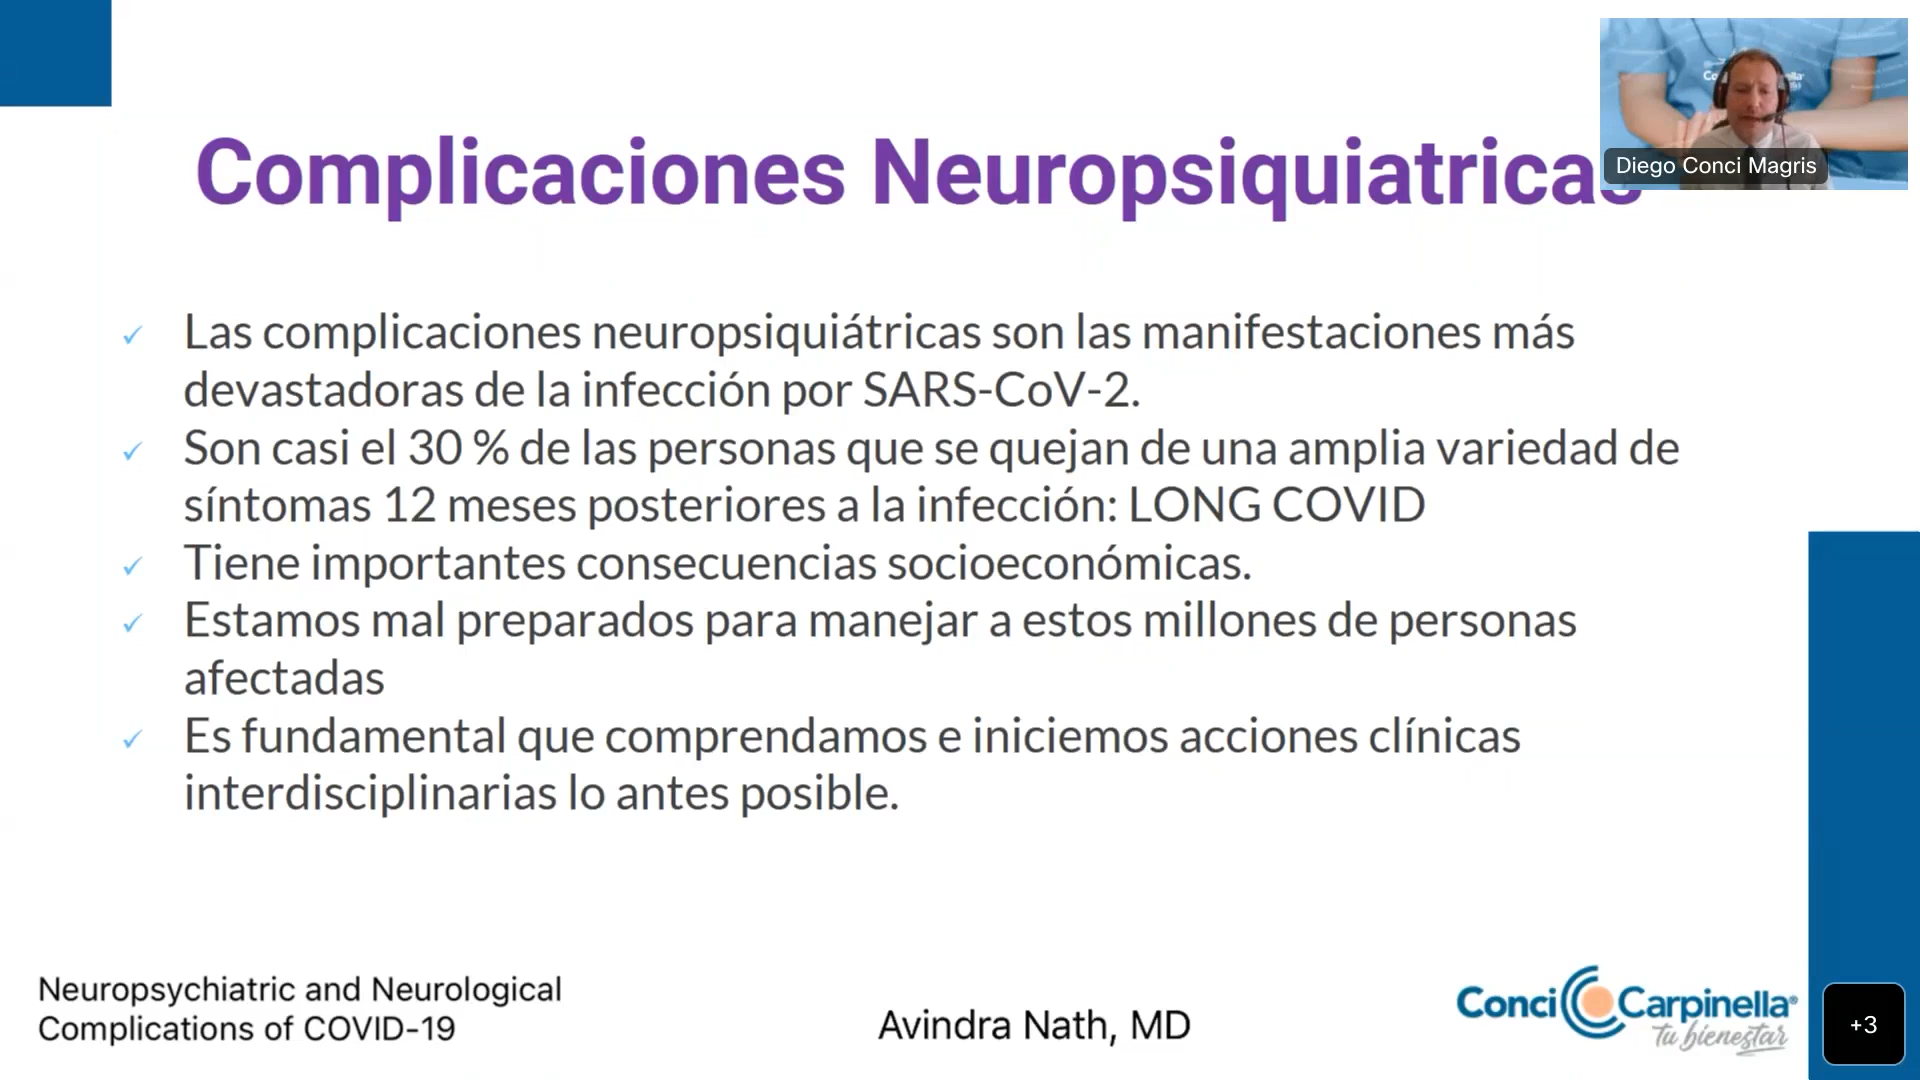 Complicaciones Neuropsiquiatricas
Diego Conci Magris
Las complicaciones neuropsiquiátricas son las manifestaciones más
devastadoras de la infección por SARS-CoV-2.
Son casi el 30 % de las personas que se quejan de una amplia variedad de
síntomas 12 meses posteriores a la infección: LONG COVID
Tiene importantes consecuencias socioeconómicas.
Estamos mal preparados para manejar a estos millones de personas
afectadas
Es fundamental que comprendamos e iniciemos acciones clínicas
interdisciplinarias lo antes posible.
Neuropsychiatric and Neurological
Complications of COVID-19
Avindra Nath, MD
Conci Carpinella®
Tu bienestar
+3